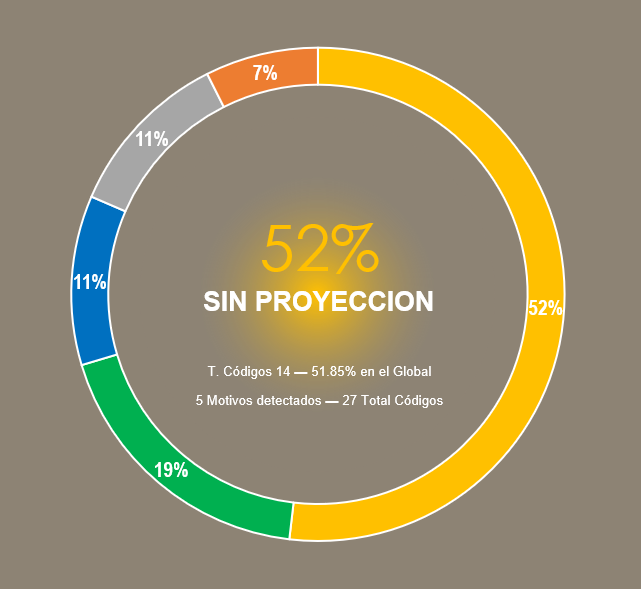 7%
11%
52%
SIN PROYECCION
11%
52%
T. Códigos 14 — 51.85% en el Global
5 Motivos detectados — 27 Total Códigos
19%